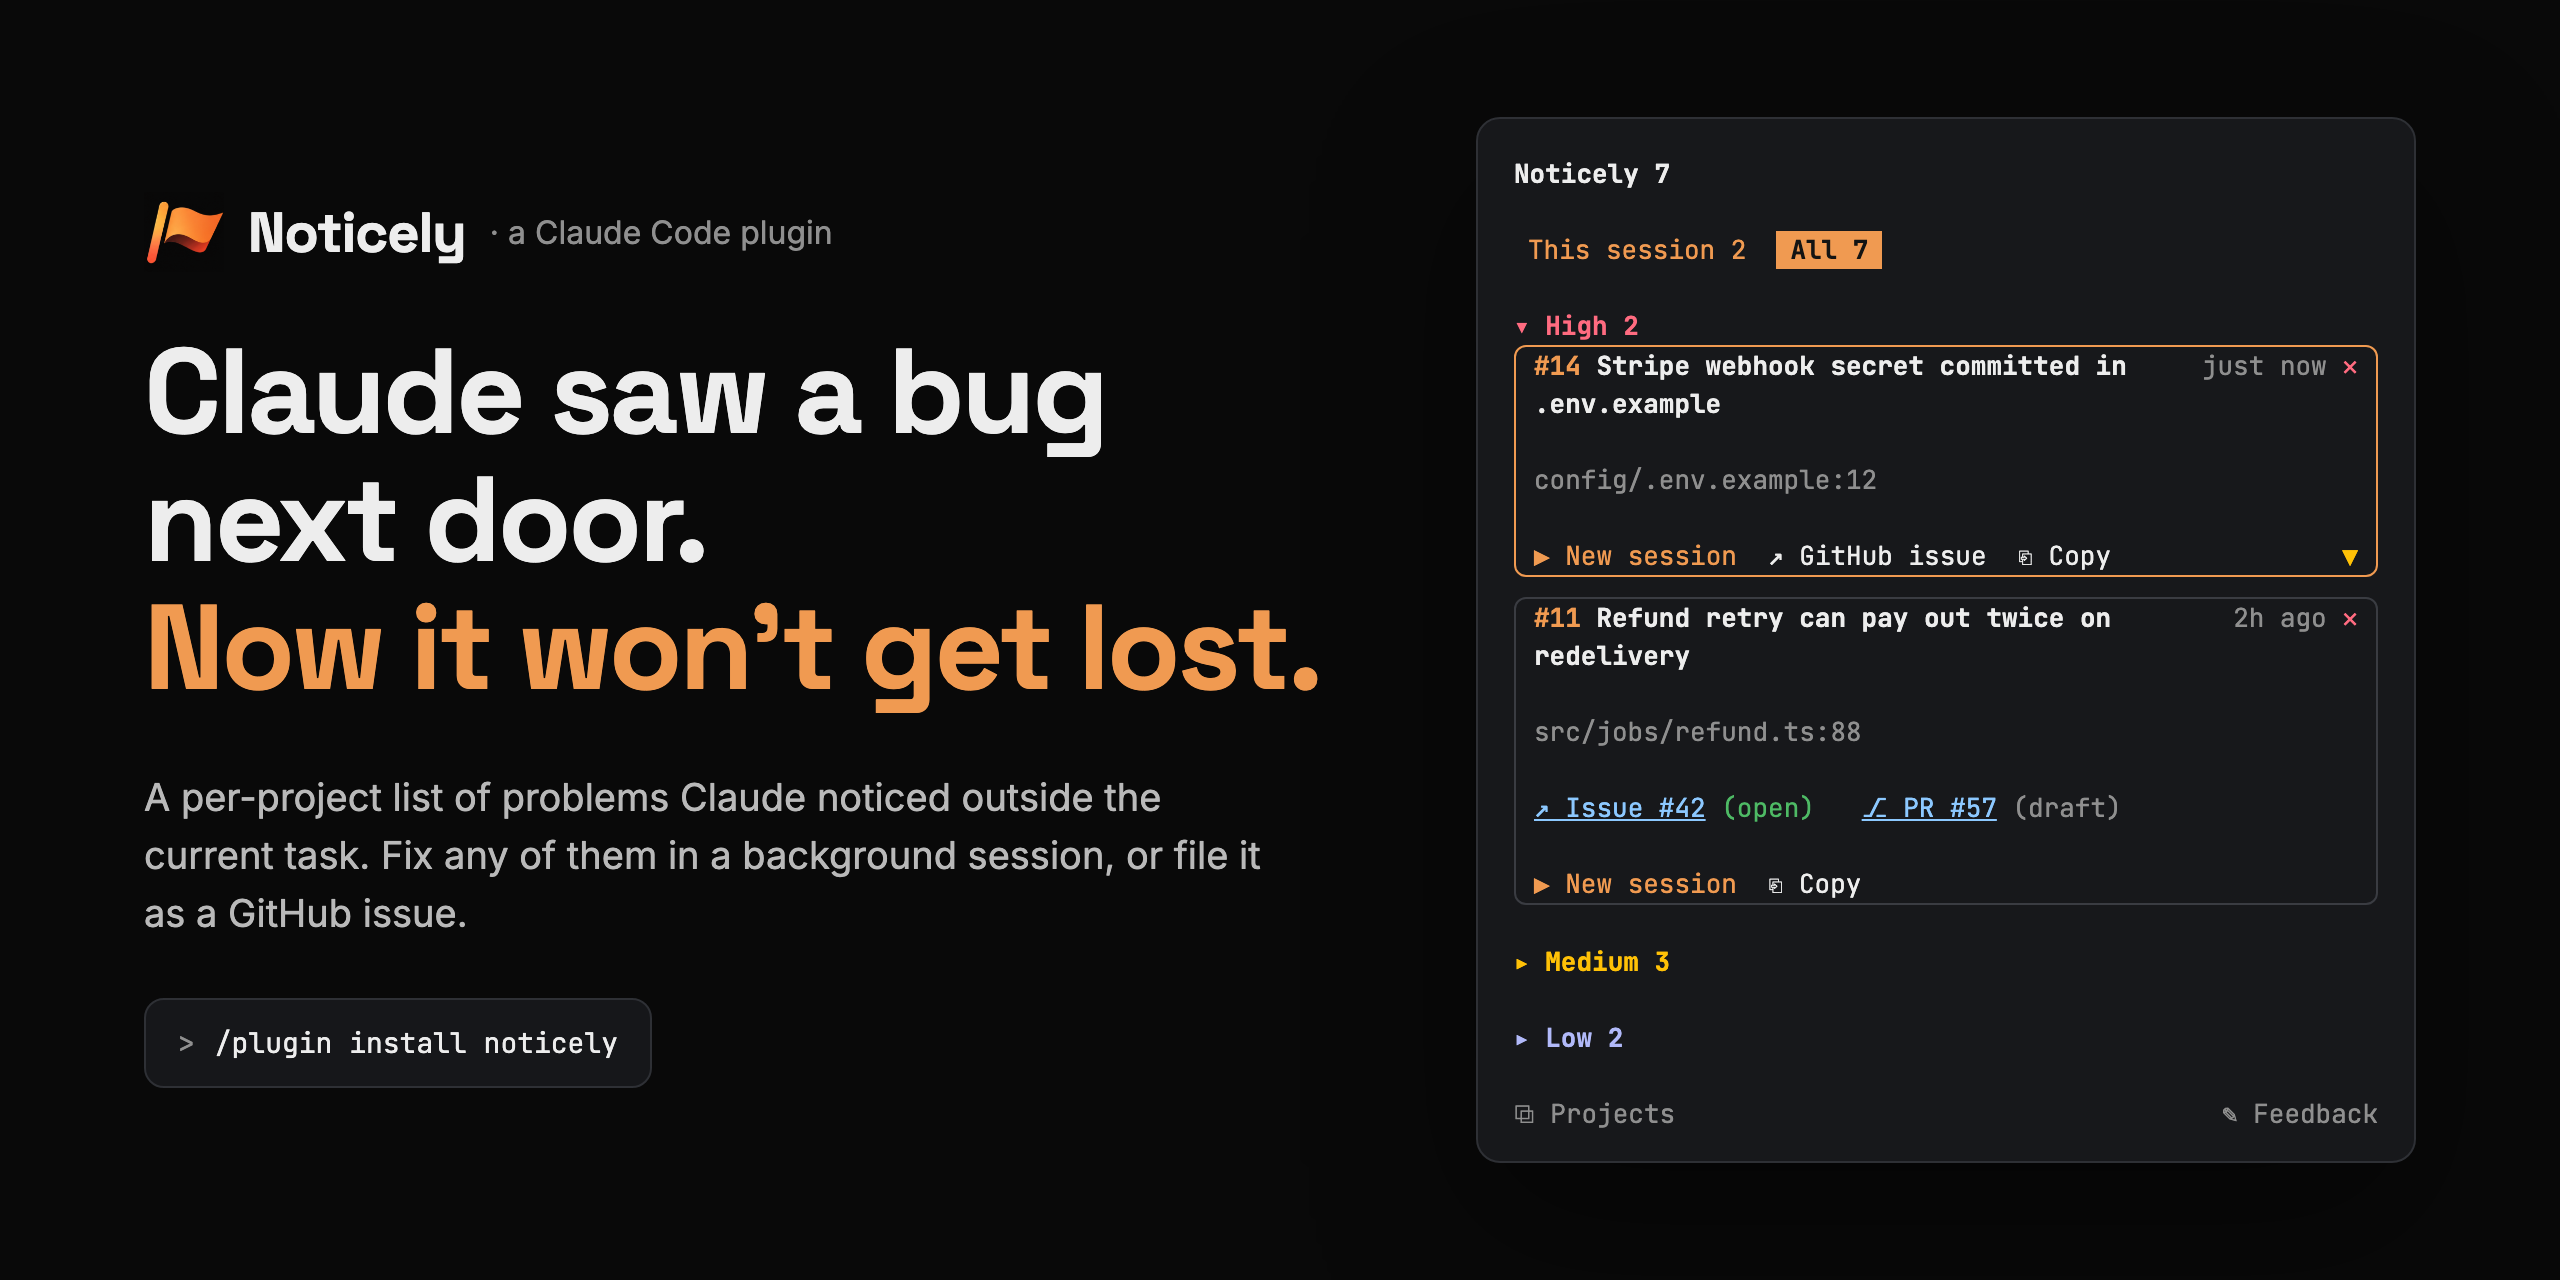 Noticely · a Claude Code plugin
Claude saw a bug
next door.
Now it won’t get lost.
A per-project list of problems Claude noticed outside the
current task. Fix any of them in a background session, or file it
as a GitHub issue.
> /plugin install noticely
Noticely 7
This session 2 All 7
▾ High 2
#14 Stripe webhook secret committed in just now ×
.env.example
config/.env.example:12
▶ New session ↗ GitHub issue ⎘ Copy ▼
#11 Refund retry can pay out twice on 2h ago ×
redelivery
src/jobs/refund.ts:88
↗ Issue #42 (open) ⎇ PR #57 (draft)
▶ New session ⎘ Copy
▸ Medium 3
▸ Low 2
⧉ Projects ✎ Feedback